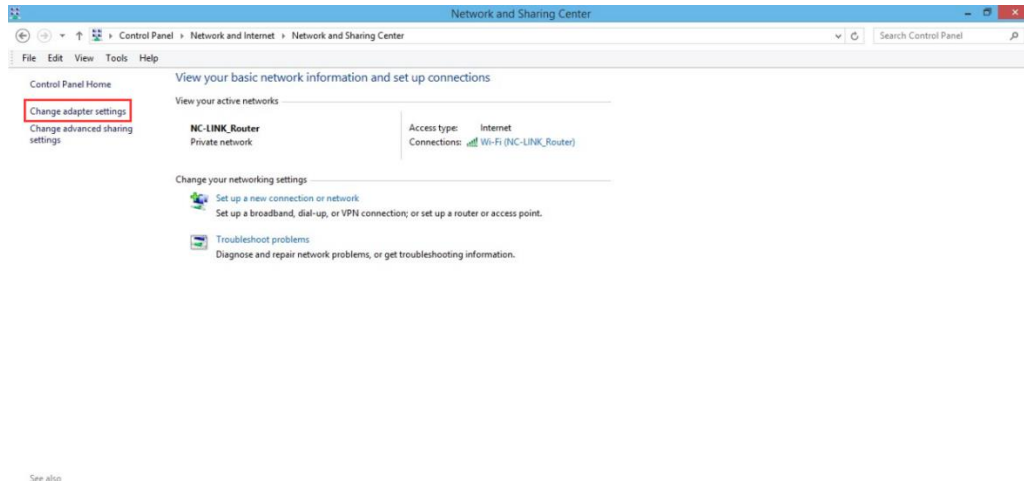 Network and Sharing Center
Control Panel ▸ Network and Internet ▸ Network and Sharing Center
Search Control Panel
File Edit View Tools Help
Control Panel Home
Change adapter settings
Change advanced sharing
settings
View your basic network information and set up connections
View your active networks
NC-LINK_Router
Private network
Access type: Internet
Connections: Wi-Fi (NC-LINK_Router)
Change your networking settings
Set up a new connection or network
Set up a broadband, dial-up, or VPN connection; or set up a router or access point.
Troubleshoot problems
Diagnose and repair network problems, or get troubleshooting information.
See also